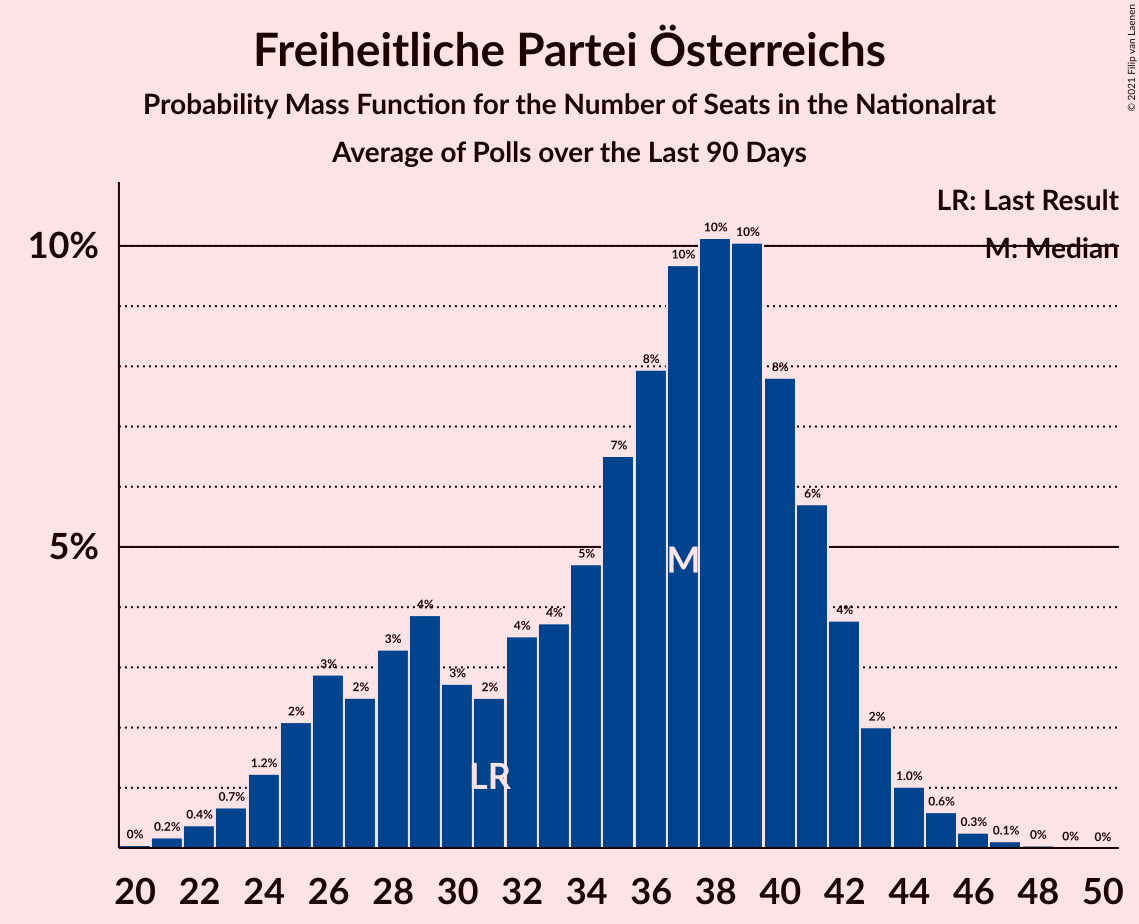 © 2021 Filip van Laenen
Freiheitliche Partei Österreichs
Probability Mass Function for the Number of Seats in the Nationalrat
Average of Polls over the Last 90 Days
LR: Last Result
M: Median
10%
5%
0% 0.2% 0.4% 0.7% 1.2% 2% 3% 2% 3% 4% 3% 2% 4% 4% 5% 7% 8% 10% 10% 10% 8% 6% 4% 2% 1.0% 0.6% 0.3% 0.1% 0% 0% 0%
M
LR
20 22 24 26 28 30 32 34 36 38 40 42 44 46 48 50